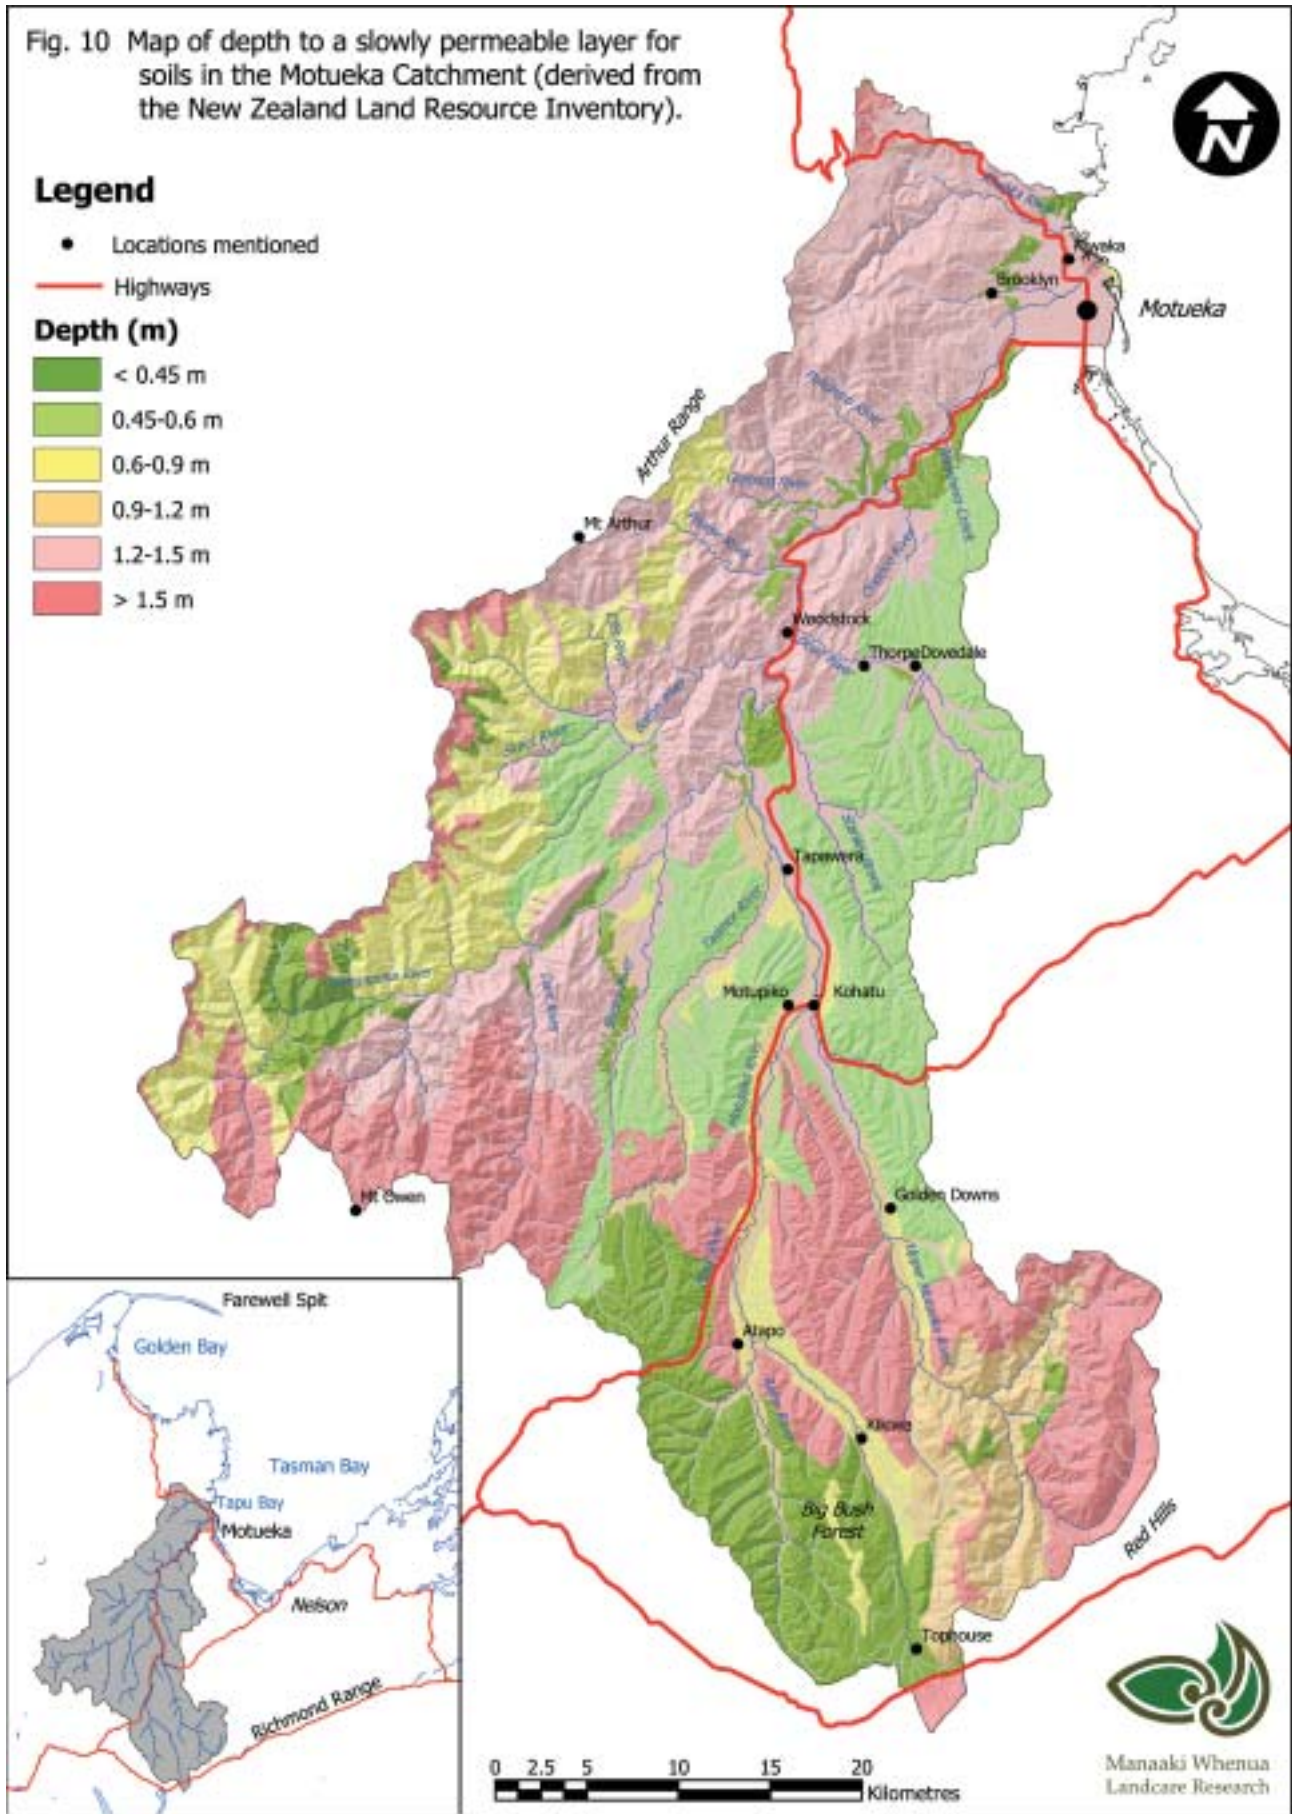 Fig. 10 Map of depth to a slowly permeable layer for
soils in the Motueka Catchment (derived from
the New Zealand Land Resource Inventory).
N
Legend
Locations mentioned
Highways
Depth (m)
< 0.45 m
0.45-0.6 m
0.6-0.9 m
0.9-1.2 m
1.2-1.5 m
> 1.5 m
Brooklyn
Motueka
Arthur Range
Mt Arthur
Woodstock
Thorpe
Dovedale
Tapawera
Tadmor River
Motupiko
Kohatu
Mt Owen
Golden Downs
Atapo
Kikiwa
Big Bush
Forest
Red Hills
Tophouse
Farewell Spit
Golden Bay
Tasman Bay
Tapu Bay
Motueka
Nelson
Richmond Range
0 2.5 5 10 15 20
Kilometres
Manaaki Whenua
Landcare Research